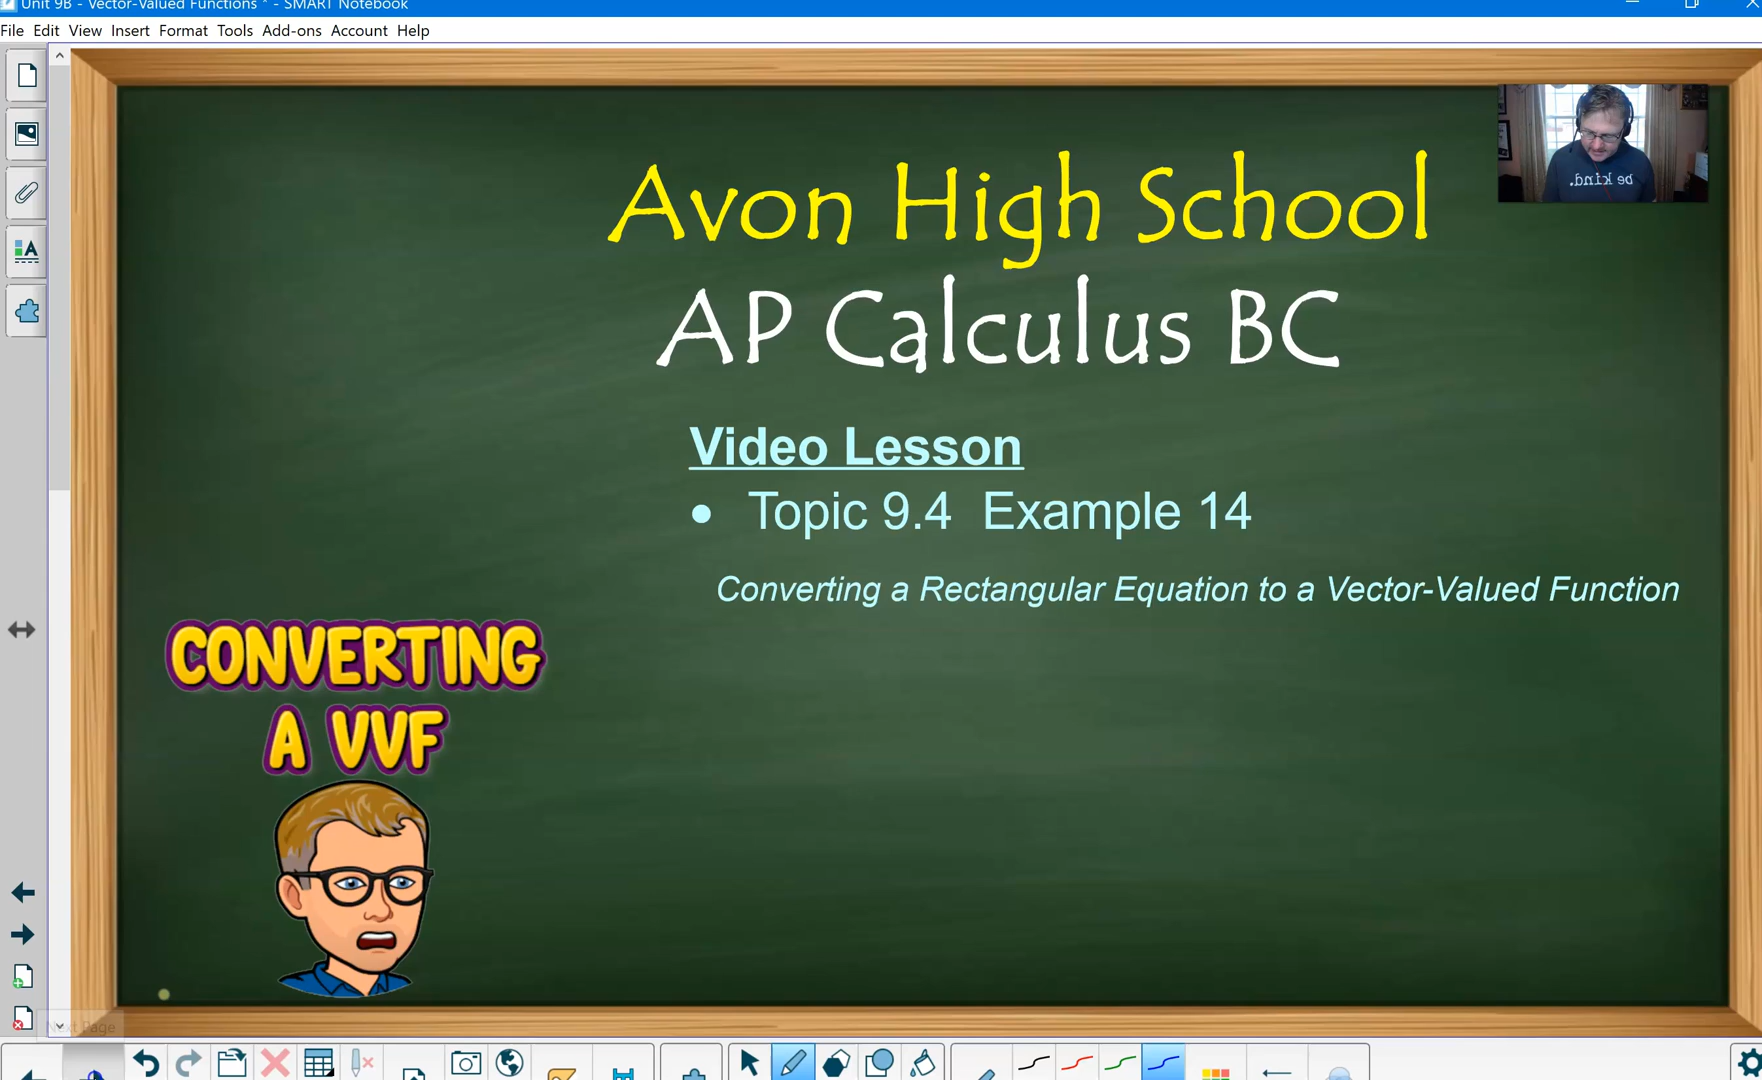 Unit 9B - Vector-Valued Functions * - SMART Notebook
File Edit View Insert Format Tools Add-ons Account Help
be kind.
Avon High School
AP Calculus BC
Video Lesson
• Topic 9.4 Example 14
Converting a Rectangular Equation to a Vector-Valued Function
CONVERTING
A VVF
Next Page